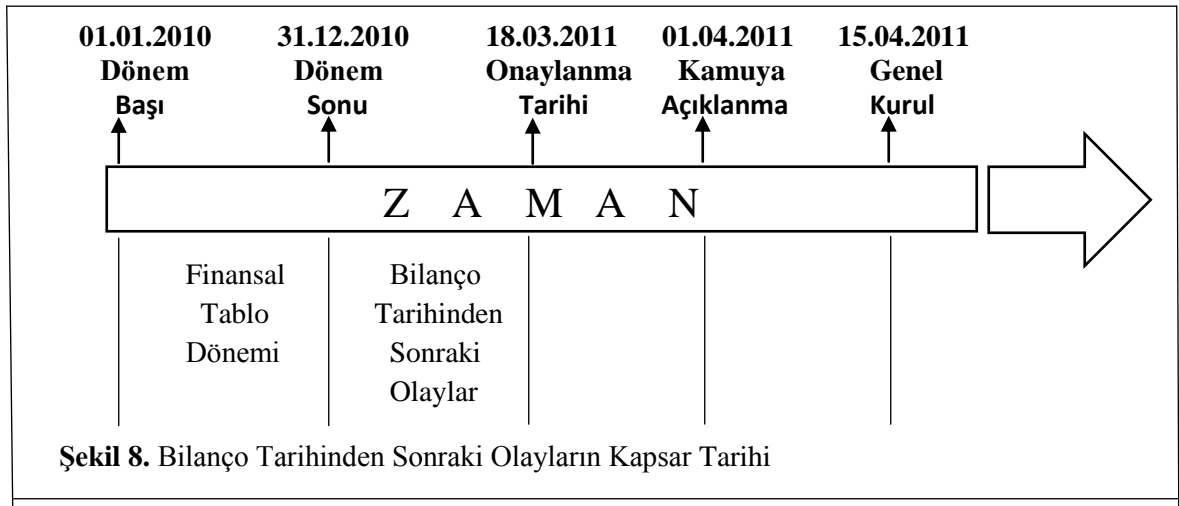 01.01.2010 31.12.2010 18.03.2011 01.04.2011 15.04.2011
Dönem Dönem Onaylanma Kamuya Genel
Başı Sonu Tarihi Açıklanma Kurul
Z A M A N
Finansal Bilanço
Tablo Tarihinden
Dönemi Sonraki
Olaylar
Şekil 8. Bilanço Tarihinden Sonraki Olayların Kapsar Tarihi